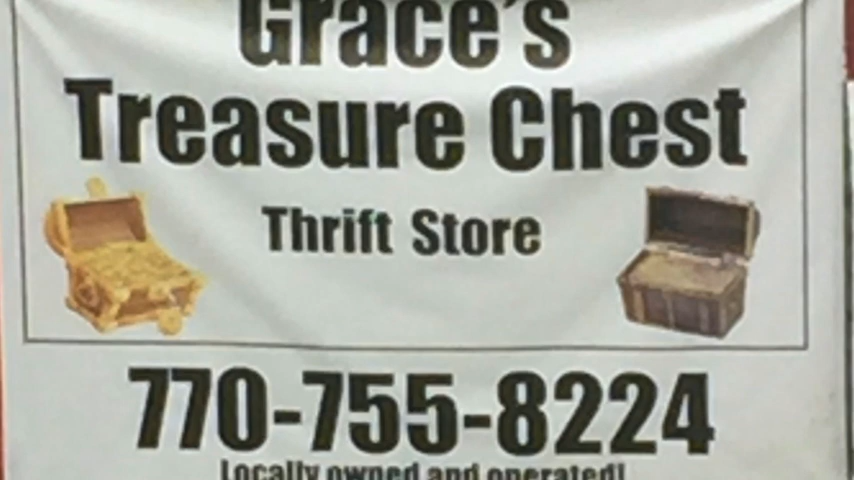 Grace's
Treasure Chest
Thrift Store
770-755-8224
Locally owned and operated!